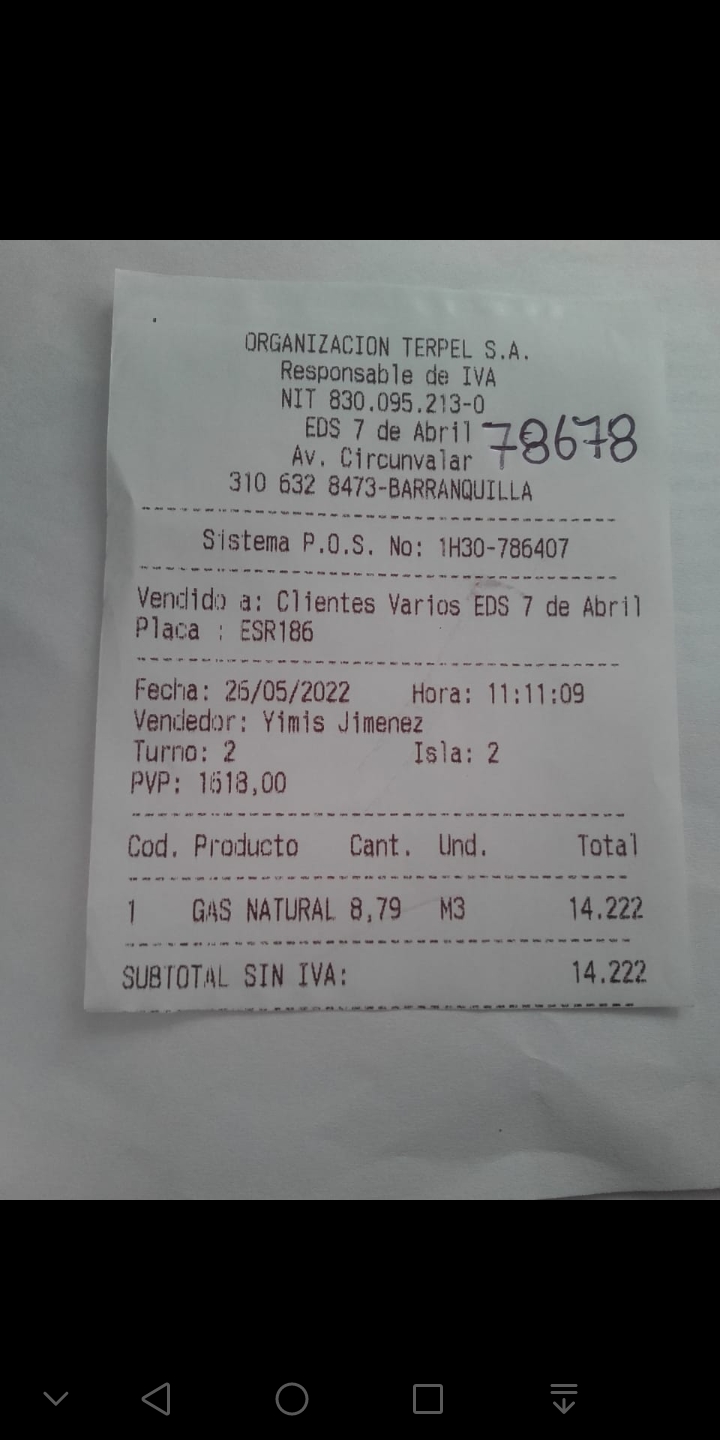 ORGANIZACION TERPEL S.A.
Responsable de IVA
NIT 830.095.213-0
EDS 7 de Abril
78678
Av. Circunvalar
310 632 8473-BARRANQUILLA
Sistema P.O.S. No: 1H30-786407
Vendido a: Clientes Varios EDS 7 de Abril
Placa : ESR186
Fecha: 26/05/2022 Hora: 11:11:09
Vendedor: Yimis Jimenez
Turno: 2 Isla: 2
PVP: 1618,00
Cod. Producto Cant. Und. Total
1 GAS NATURAL 8,79 M3 14.222
SUBTOTAL SIN IVA: 14.222